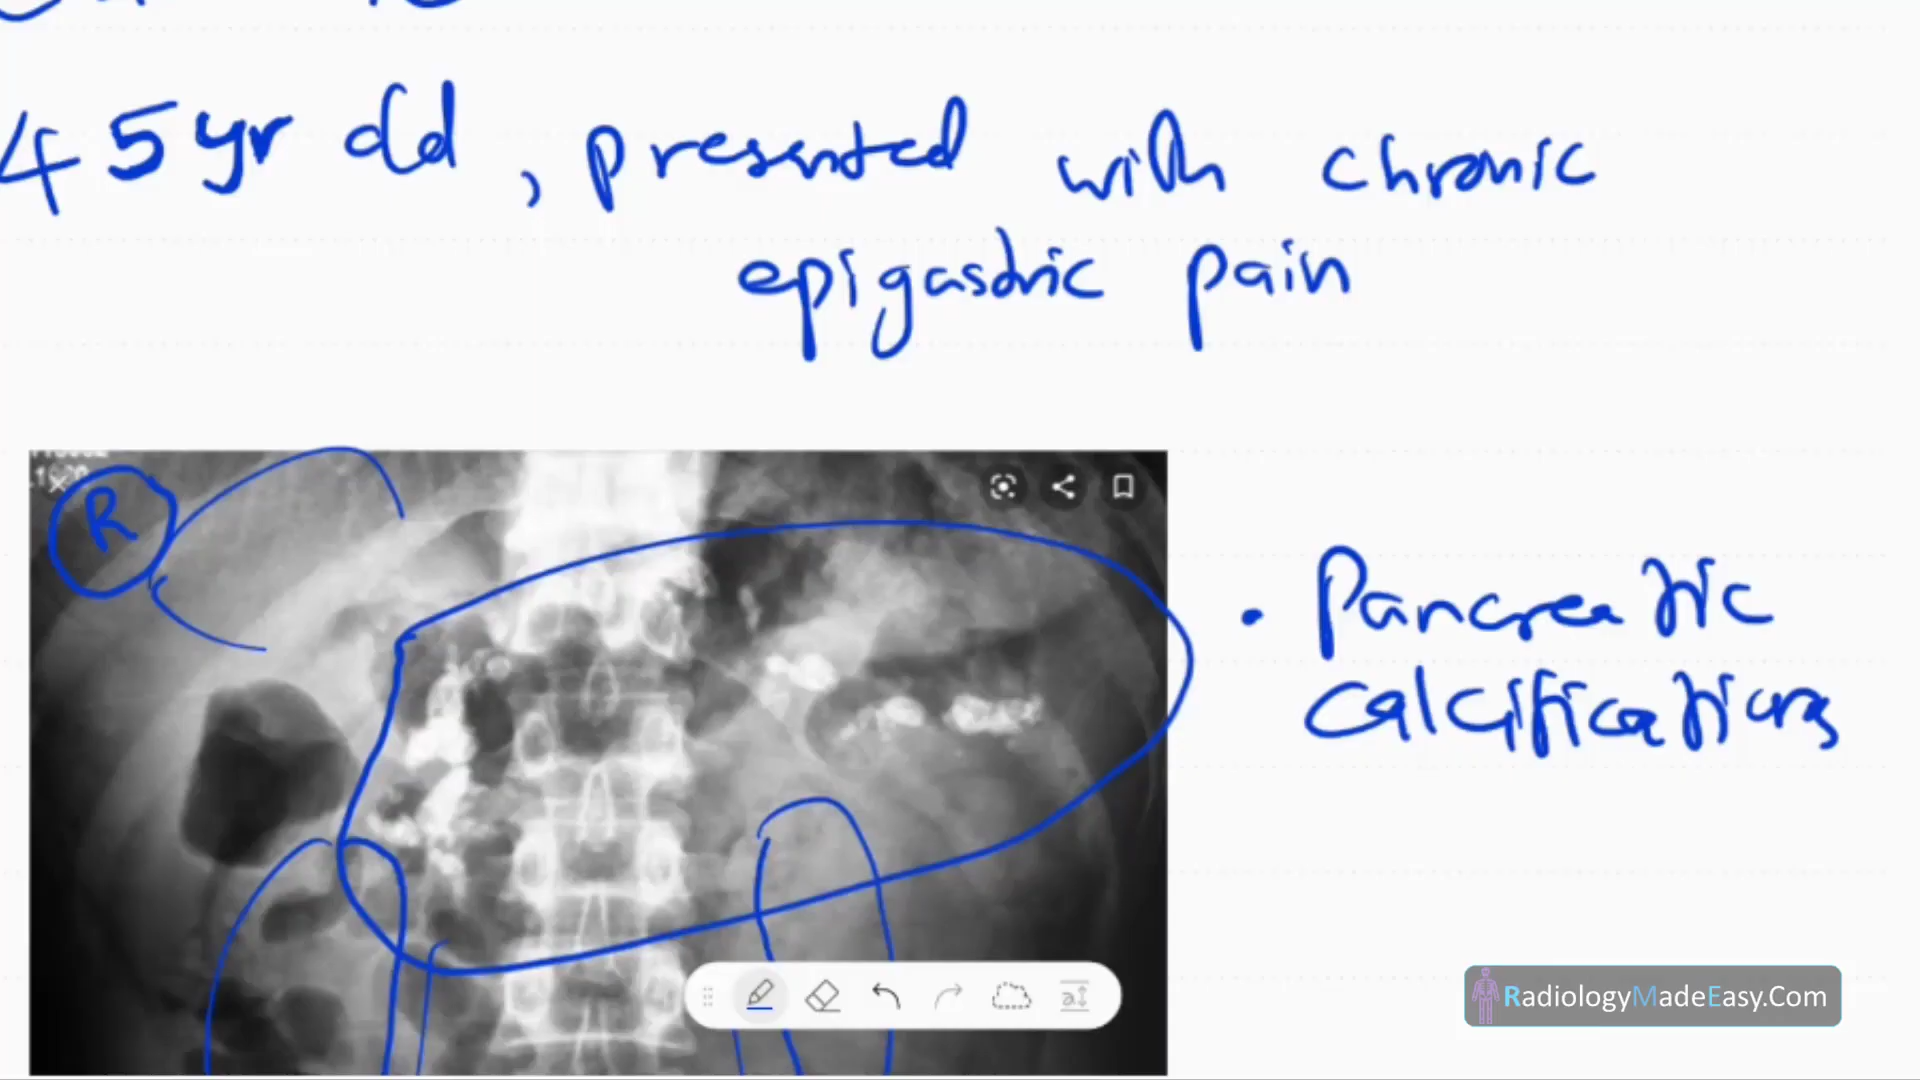 45 yr old, presented with chronic
epigastric pain
R
• Pancreatic
calcifications
RadiologyMadeEasy.Com